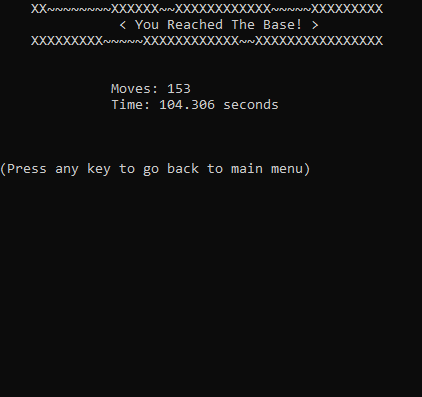 XX~~~~~~~~XXXXXX~~XXXXXXXXXXXX~~~~~XXXXXXXXX
< You Reached The Base! >
XXXXXXXXX~~~~~XXXXXXXXXXXX~~XXXXXXXXXXXXXXXX
Moves: 153
Time: 104.306 seconds
(Press any key to go back to main menu)